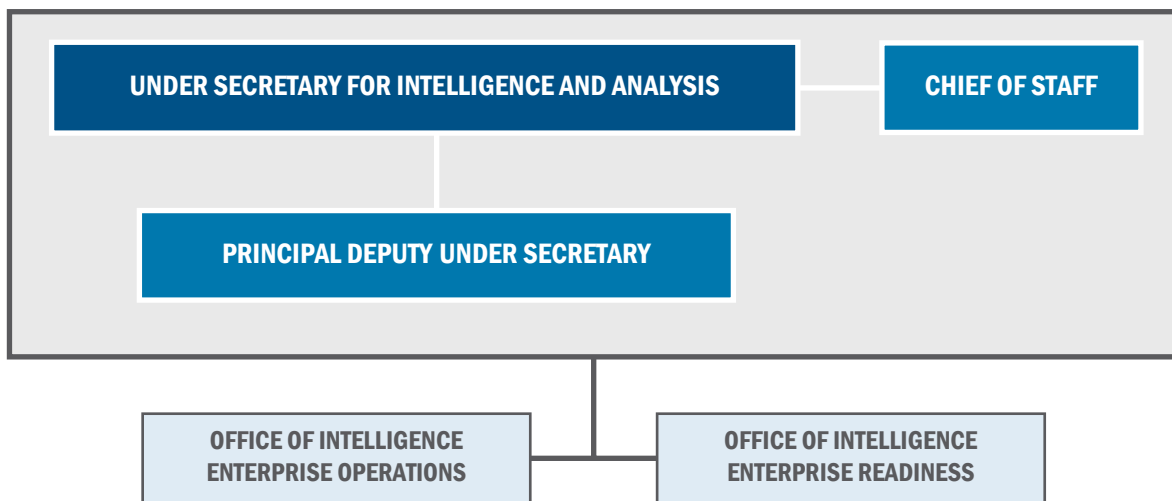 UNDER SECRETARY FOR INTELLIGENCE AND ANALYSIS
CHIEF OF STAFF
PRINCIPAL DEPUTY UNDER SECRETARY
OFFICE OF INTELLIGENCE
ENTERPRISE OPERATIONS
OFFICE OF INTELLIGENCE
ENTERPRISE READINESS